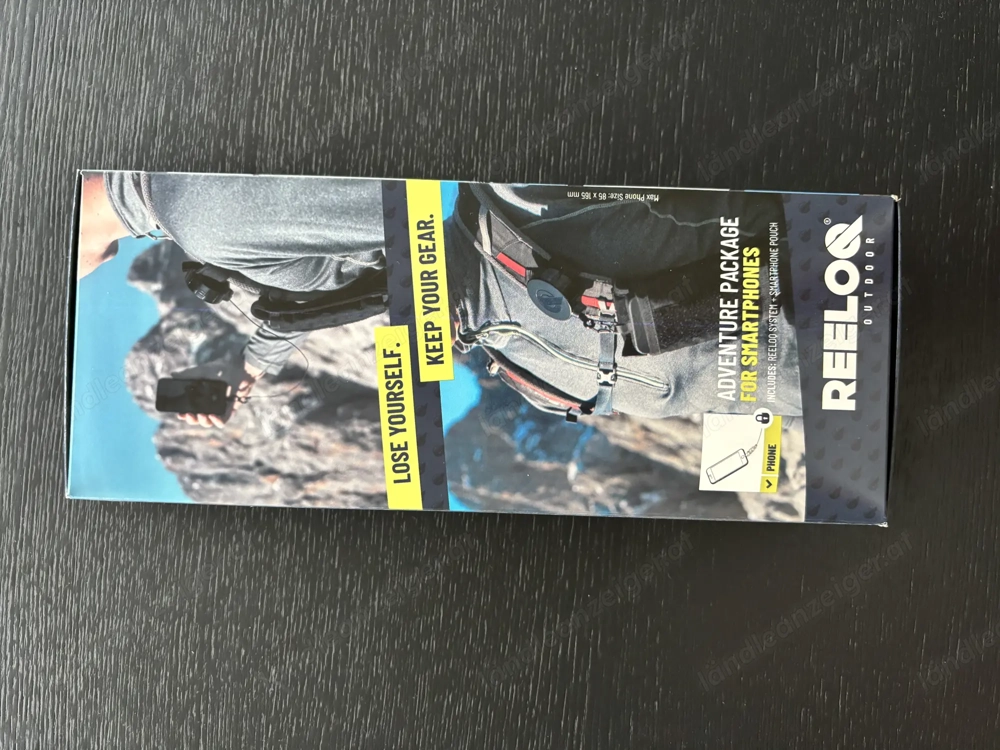 LOSE YOURSELF.
KEEP YOUR GEAR.
Max Phone Size: 85 x 165 mm
ADVENTURE PACKAGE
FOR SMARTPHONES
INCLUDES: REELOQ SYSTEM + SMARTPHONE POUCH
PHONE
REELOQ®
OUTDOOR
ländleanzeiger.at